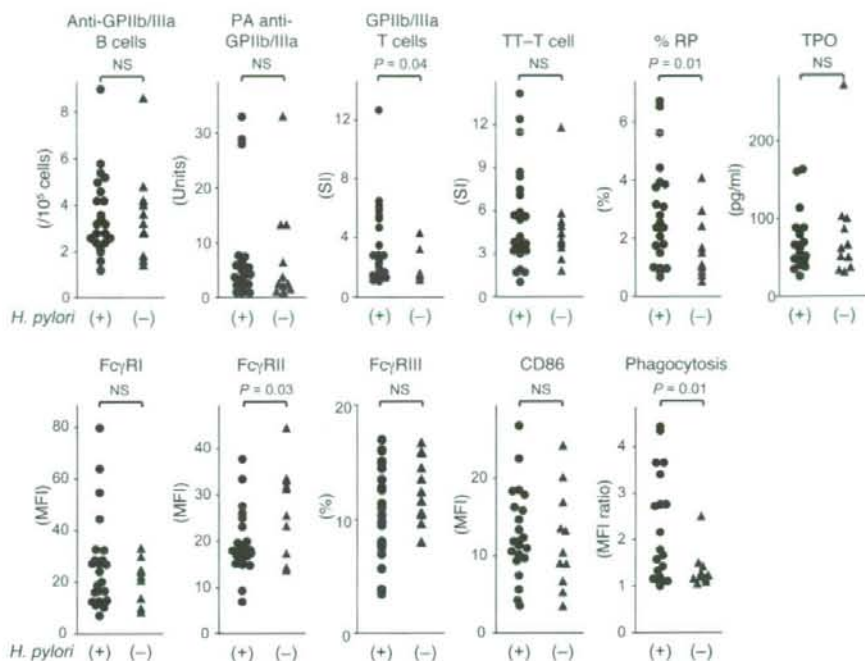 Anti-GPIIb/IIIa B cells
NS
(/10⁵ cells)
8
6
4
2
0
PA anti-GPIIb/IIIa
NS
(Units)
30
20
10
0
GPIIb/IIIa T cells
P = 0.04
(SI)
12
8
4
0
TT–T cell
NS
(SI)
12
9
6
3
0
% RP
P = 0.01
(%)
6
4
2
0
TPO
NS
(pg/ml)
200
100
0
H. pylori (+) (–) (+) (–) (+) (–) (+) (–) (+) (–) (+) (–)
FcγRI
NS
(MFI)
80
60
40
20
0
FcγRII
P = 0.03
(MFI)
40
30
20
10
0
FcγRIII
NS
(%)
20
10
0
CD86
NS
(MFI)
20
10
0
Phagocytosis
P = 0.01
(MFI ratio)
4
3
2
1
0
H. pylori (+) (–) (+) (–) (+) (–) (+) (–) (+) (–)